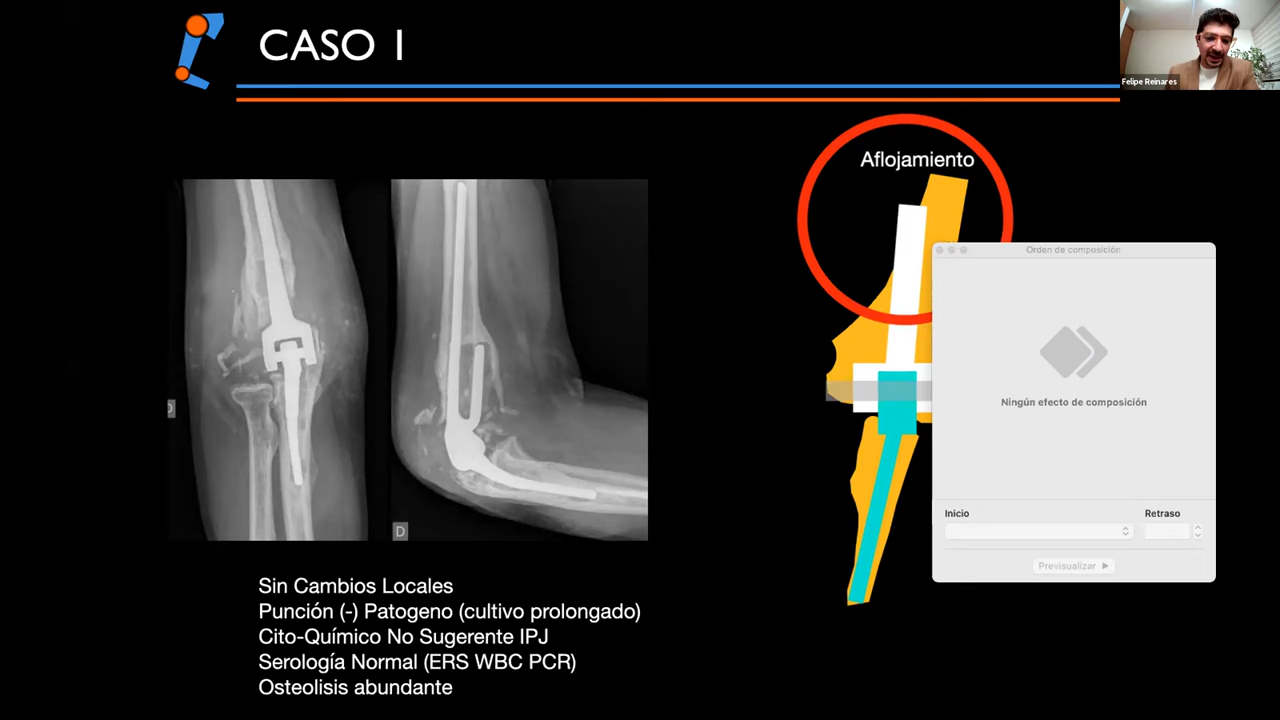 CASO 1
Felipe Reinares
Aflojamiento
Orden de composición
Ningún efecto de composición
Inicio
Retraso
Previsualizar
D
D
Sin Cambios Locales
Punción (-) Patogeno (cultivo prolongado)
Cito-Químico No Sugerente IPJ
Serología Normal (ERS WBC PCR)
Osteolisis abundante